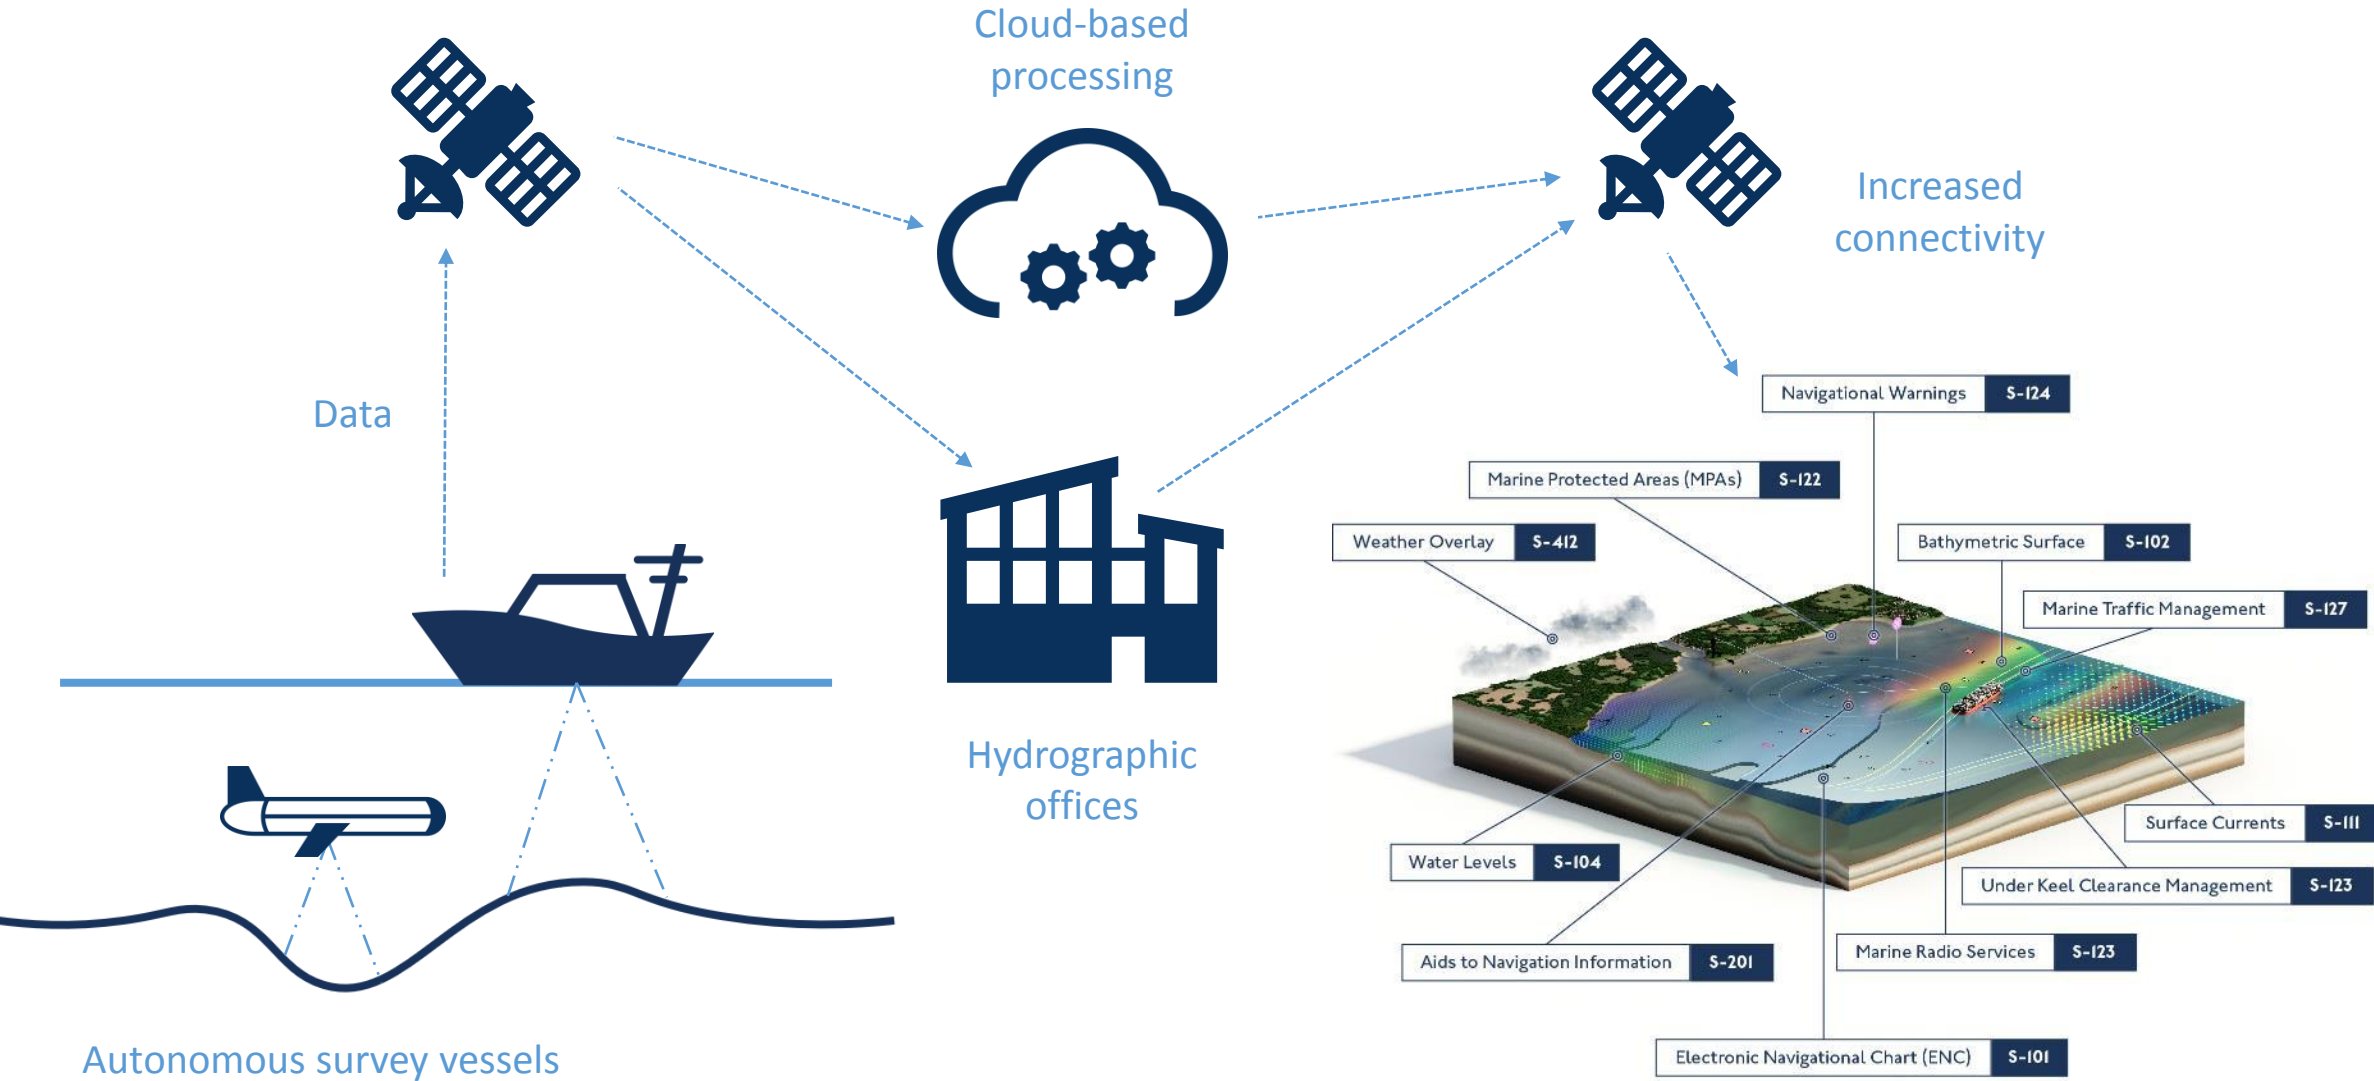 Cloud-based
processing
Increased
connectivity
Data
Navigational Warnings S-124
Marine Protected Areas (MPAs) S-122
Weather Overlay S-412
Bathymetric Surface S-102
Marine Traffic Management S-127
Hydrographic
offices
Surface Currents S-111
Water Levels S-104
Under Keel Clearance Management S-123
Marine Radio Services S-123
Aids to Navigation Information S-201
Electronic Navigational Chart (ENC) S-101
Autonomous survey vessels